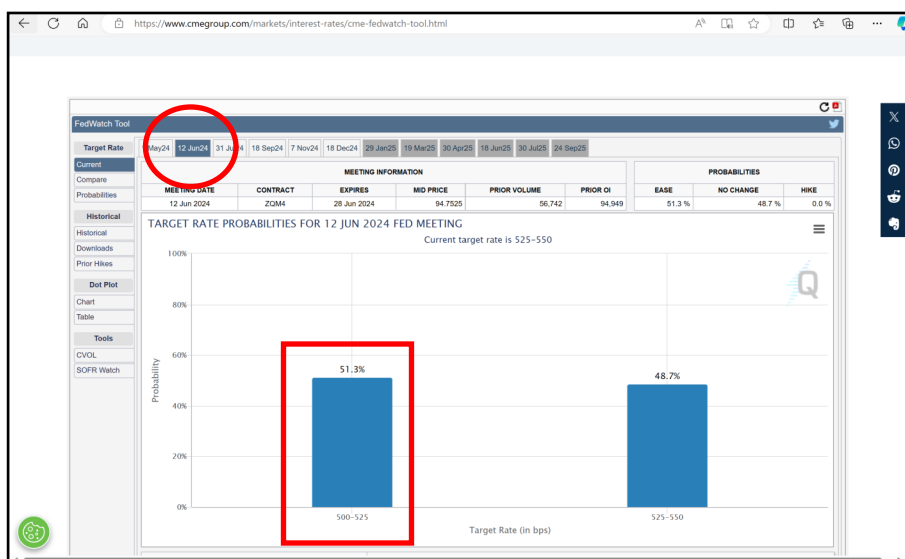 https://www.cmegroup.com/markets/interest-rates/cme-fedwatch-tool.html
FedWatch Tool
Target Rate
Current
Compare
Probabilities
Historical
Historical
Downloads
Prior Hikes
Dot Plot
Chart
Table
Tools
CVOL
SOFR Watch
May24 12 Jun24 31 Jul24 18 Sep24 7 Nov24 18 Dec24 29 Jan25 19 Mar25 30 Apr25 18 Jun25 30 Jul25 24 Sep25
MEETING INFORMATION PROBABILITIES
MEETING DATE CONTRACT EXPIRES MID PRICE PRIOR VOLUME PRIOR OI EASE NO CHANGE HIKE
12 Jun 2024 ZQM4 28 Jun 2024 94.7525 56,742 94,949 51.3 % 48.7 % 0.0 %
TARGET RATE PROBABILITIES FOR 12 JUN 2024 FED MEETING
Current target rate is 525-550
Probability
100%
80%
60%
40%
20%
0%
51.3%
48.7%
500-525
525-550
Target Rate (in bps)
Q